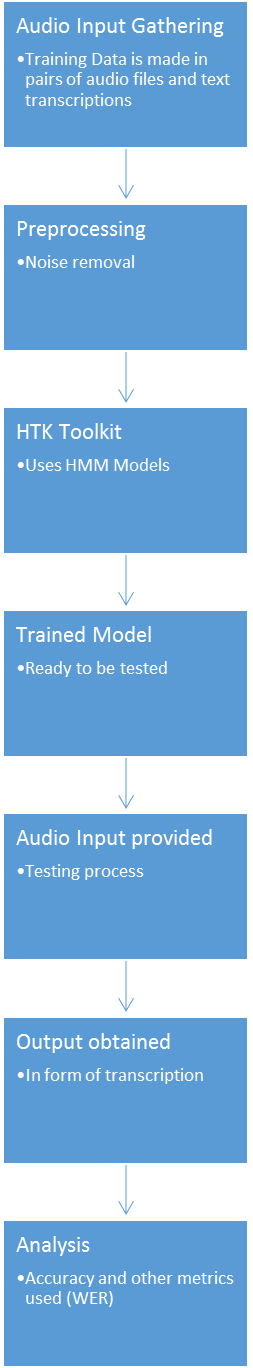 Audio Input Gathering
•Training Data is made in
pairs of audio files and text
transcriptions
Preprocessing
•Noise removal
HTK Toolkit
•Uses HMM Models
Trained Model
•Ready to be tested
Audio Input provided
•Testing process
Output obtained
•In form of transcription
Analysis
•Accuracy and other metrics
used (WER)